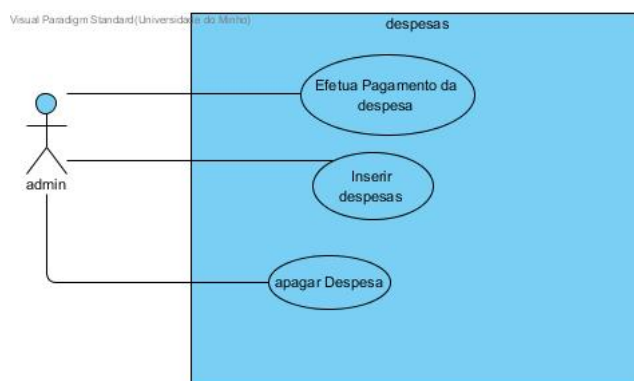 Visual Paradigm Standard(Universidade do Minho)
despesas
Efetua Pagamento da
despesa
admin
Inserir
despesas
apagar Despesa